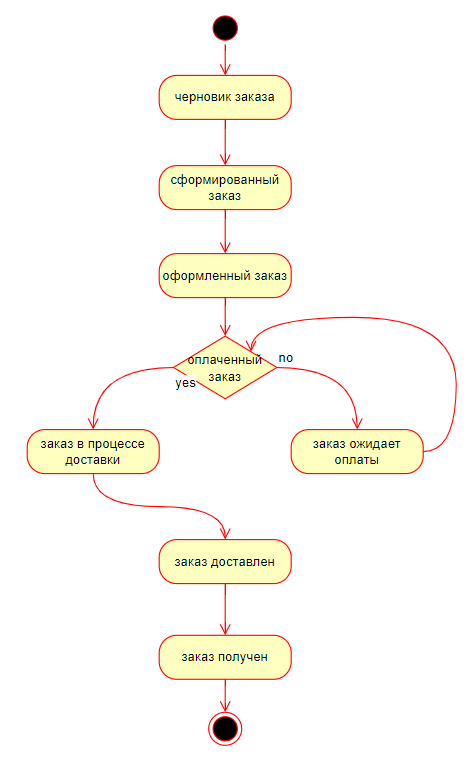 черновик заказа
сформированный
заказ
оформленный заказ
оплаченный
заказ
yes
no
заказ в процессе
доставки
заказ ожидает
оплаты
заказ доставлен
заказ получен